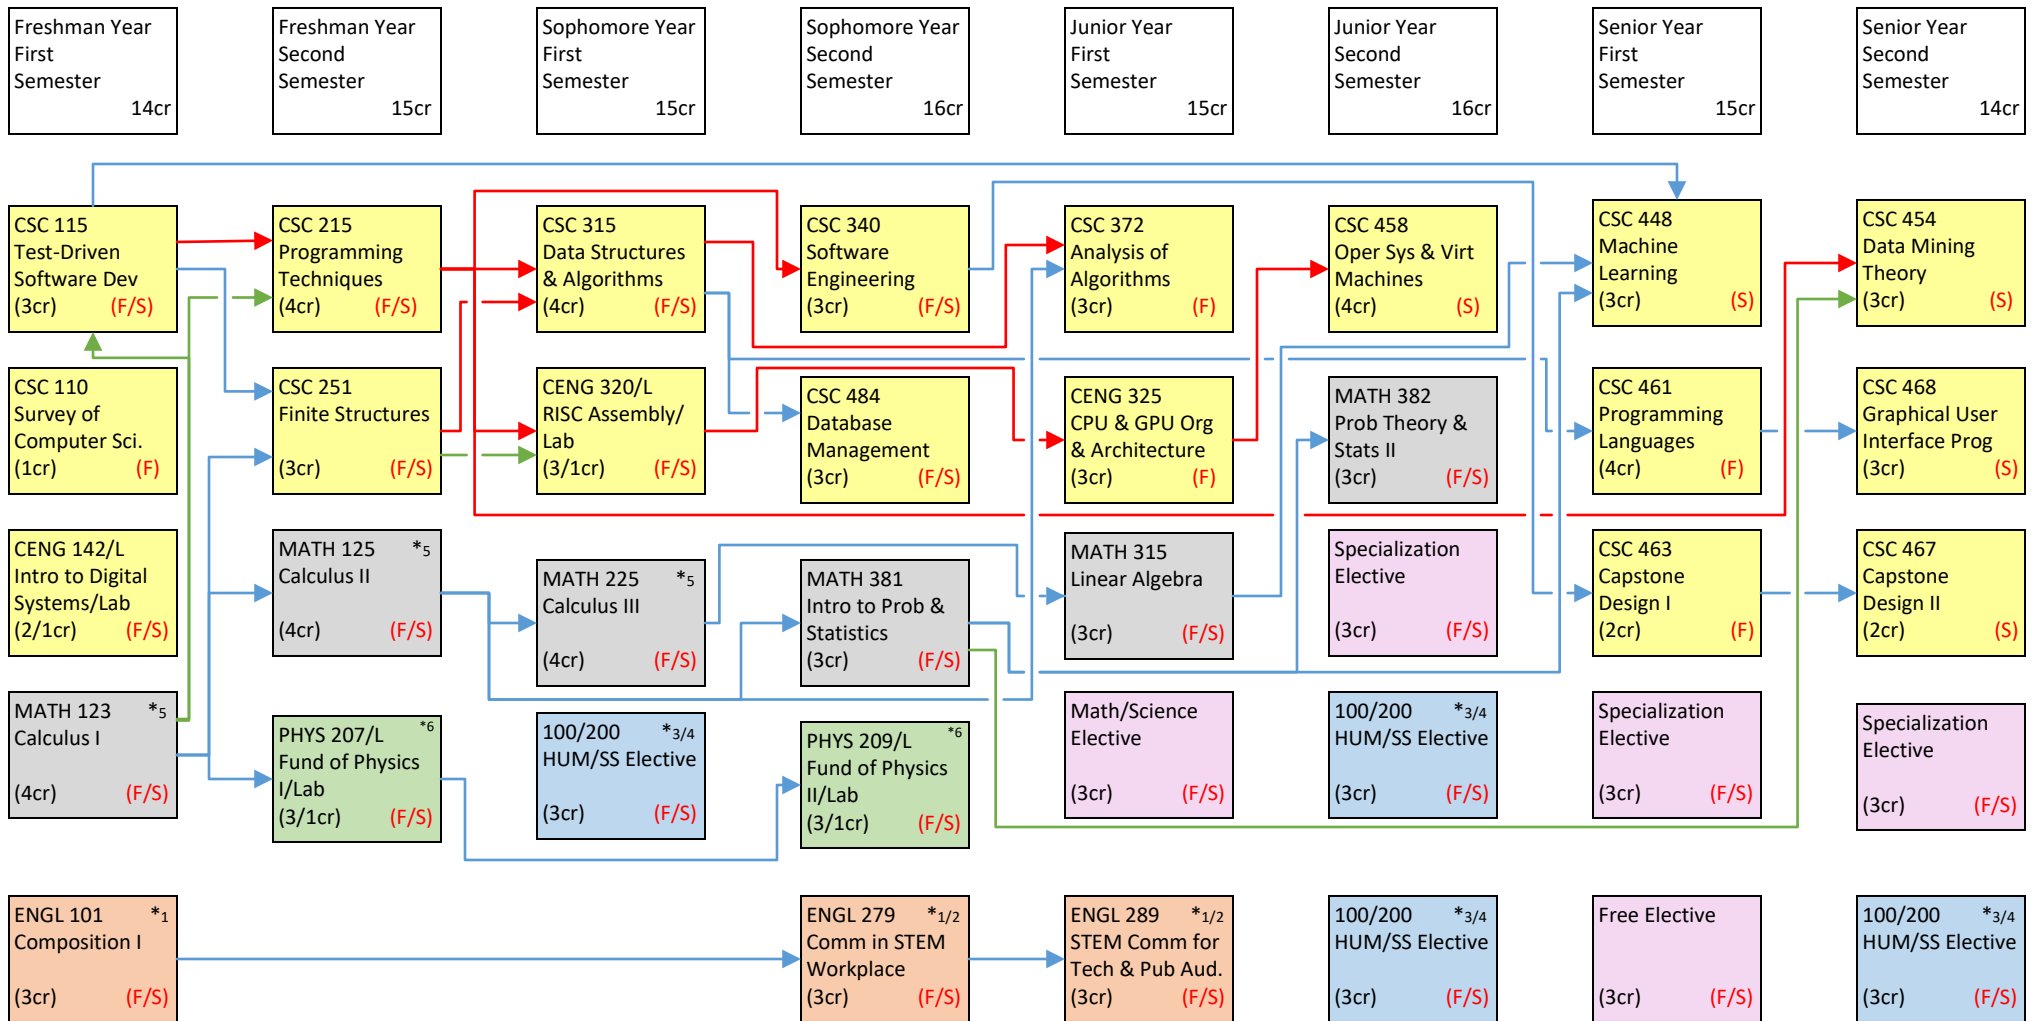 Freshman Year
First
Semester
14cr
Freshman Year
Second
Semester
15cr
Sophomore Year
First
Semester
15cr
Sophomore Year
Second
Semester
16cr
Junior Year
First
Semester
15cr
Junior Year
Second
Semester
16cr
Senior Year
First
Semester
15cr
Senior Year
Second
Semester
14cr
CSC 115
Test-Driven
Software Dev
(3cr) (F/S)
CSC 215
Programming
Techniques
(4cr) (F/S)
CSC 315
Data Structures
& Algorithms
(4cr) (F/S)
CSC 340
Software
Engineering
(3cr) (F/S)
CSC 372
Analysis of
Algorithms
(3cr) (F)
CSC 458
Oper Sys & Virt
Machines
(4cr) (S)
CSC 448
Machine
Learning
(3cr) (S)
CSC 454
Data Mining
Theory
(3cr) (S)
CSC 110
Survey of
Computer Sci.
(1cr) (F)
CSC 251
Finite Structures
(3cr) (F/S)
CENG 320/L
RISC Assembly/
Lab
(3/1cr) (F/S)
CSC 484
Database
Management
(3cr) (F/S)
CENG 325
CPU & GPU Org
& Architecture
(3cr) (F)
MATH 382
Prob Theory &
Stats II
(3cr) (F/S)
CSC 461
Programming
Languages
(4cr) (F)
CSC 468
Graphical User
Interface Prog
(3cr) (S)
CENG 142/L
Intro to Digital
Systems/Lab
(2/1cr) (F/S)
MATH 125 *5
Calculus II
(4cr) (F/S)
MATH 225 *5
Calculus III
(4cr) (F/S)
MATH 381
Intro to Prob &
Statistics
(3cr) (F/S)
MATH 315
Linear Algebra
(3cr) (F/S)
Specialization
Elective
(3cr) (F/S)
CSC 463
Capstone
Design I
(2cr) (F)
CSC 467
Capstone
Design II
(2cr) (S)
MATH 123 *5
Calculus I
(4cr) (F/S)
PHYS 207/L *6
Fund of Physics
I/Lab
(3/1cr) (F/S)
100/200 *3/4
HUM/SS Elective
(3cr) (F/S)
PHYS 209/L *6
Fund of Physics
II/Lab
(3/1cr) (F/S)
Math/Science
Elective
(3cr) (F/S)
100/200 *3/4
HUM/SS Elective
(3cr) (F/S)
Specialization
Elective
(3cr) (F/S)
Specialization
Elective
(3cr) (F/S)
ENGL 101 *1
Composition I
(3cr) (F/S)
ENGL 279 *1/2
Comm in STEM
Workplace
(3cr) (F/S)
ENGL 289 *1/2
STEM Comm for
Tech & Pub Aud.
(3cr) (F/S)
100/200 *3/4
HUM/SS Elective
(3cr) (F/S)
Free Elective
(3cr) (F/S)
100/200 *3/4
HUM/SS Elective
(3cr) (F/S)